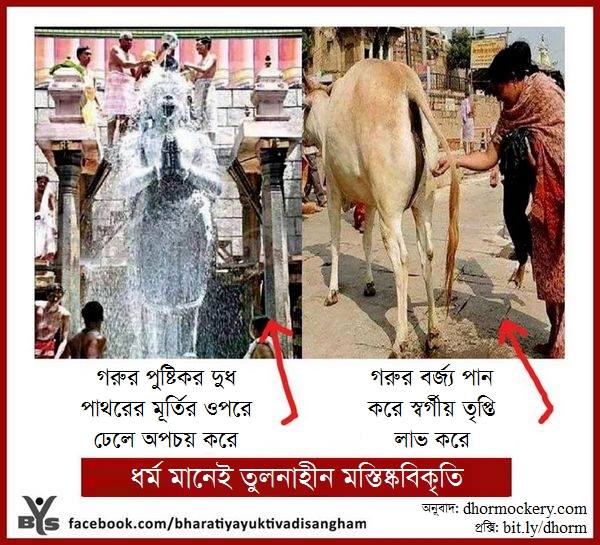 গরুর পুষ্টিকর দুধ
পাথরের মূর্তির ওপরে
ঢেলে অপচয় করে
গরুর বর্জ্য পান
করে স্বর্গীয় তৃপ্তি
লাভ করে
ধর্ম মানেই তুলনাহীন মস্তিষ্কবিকৃতি
অনুবাদ: dhormockery.com
প্রক্সি: bit.ly/dhorm
BYS
facebook.com/bharatiyayuktivadisangham